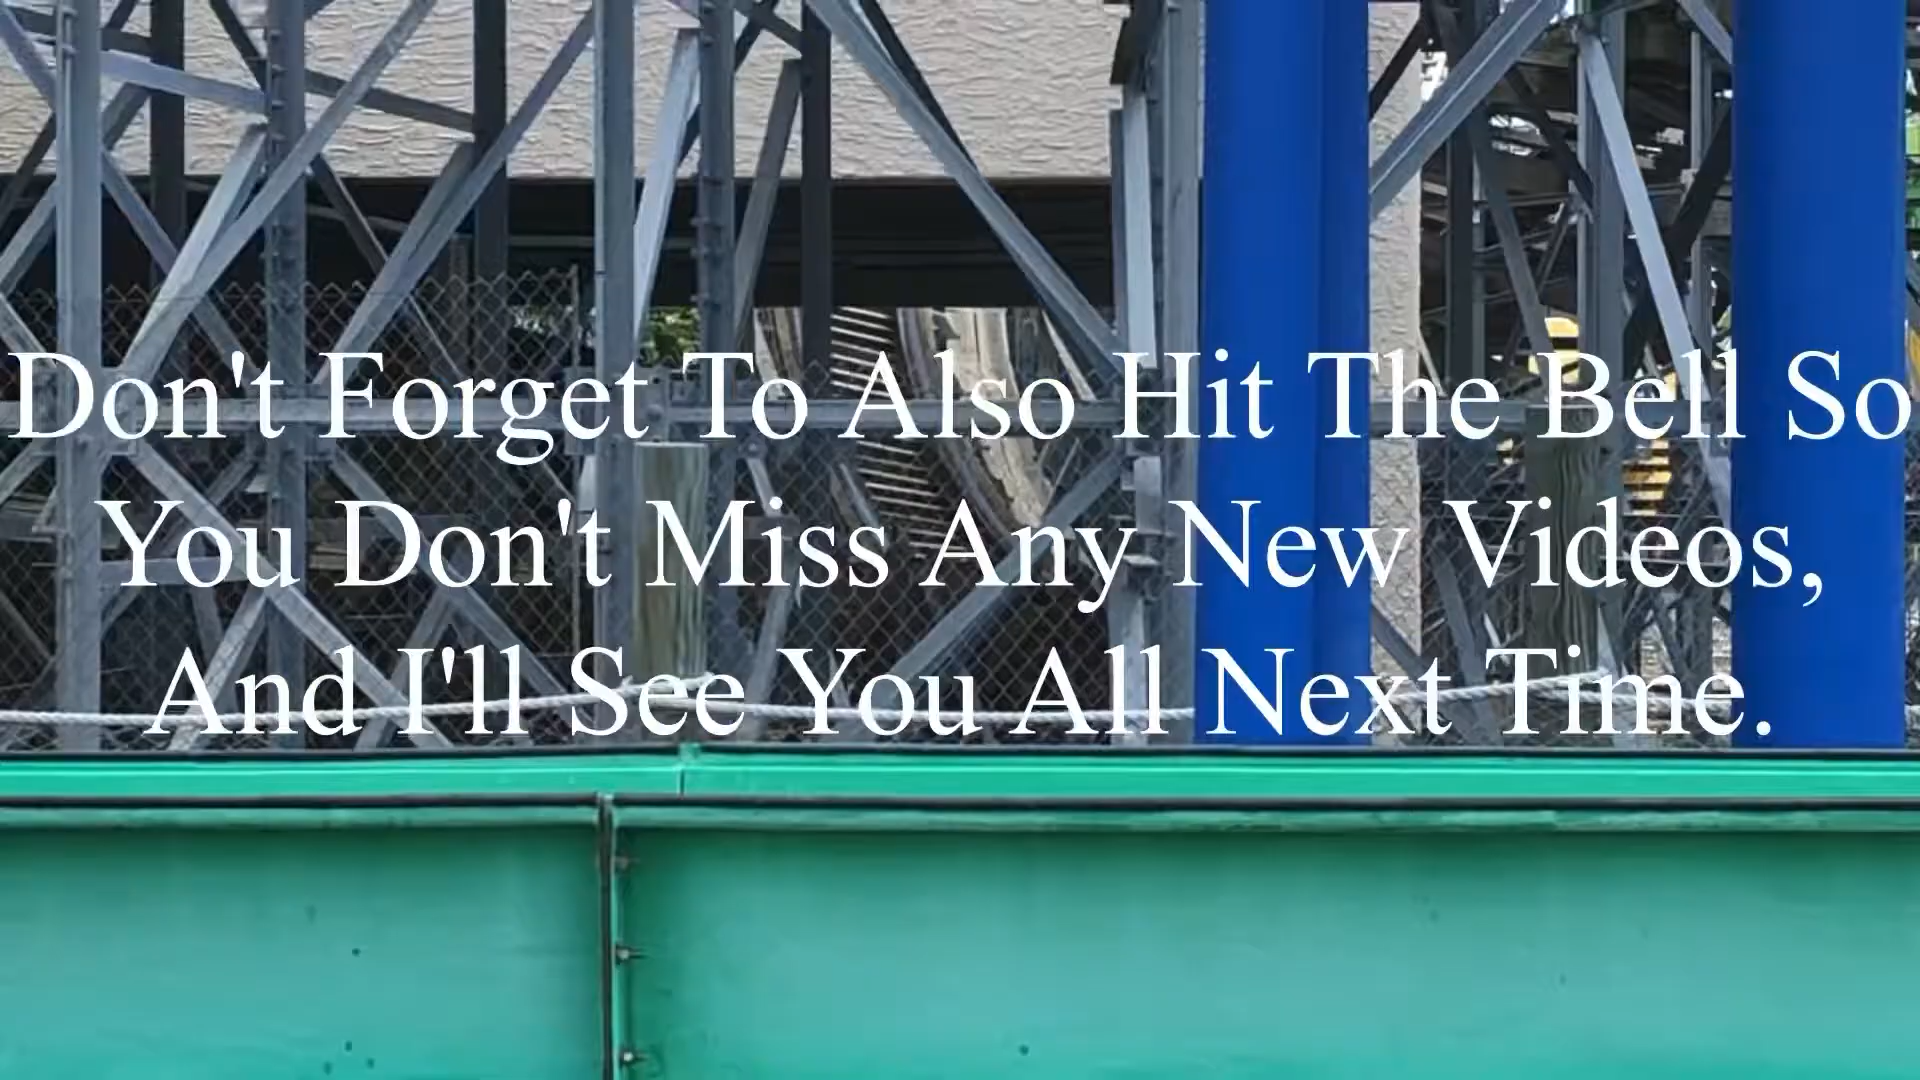 Don't Forget To Also Hit The Bell So
You Don't Miss Any New Videos,
And I'll See You All Next Time.